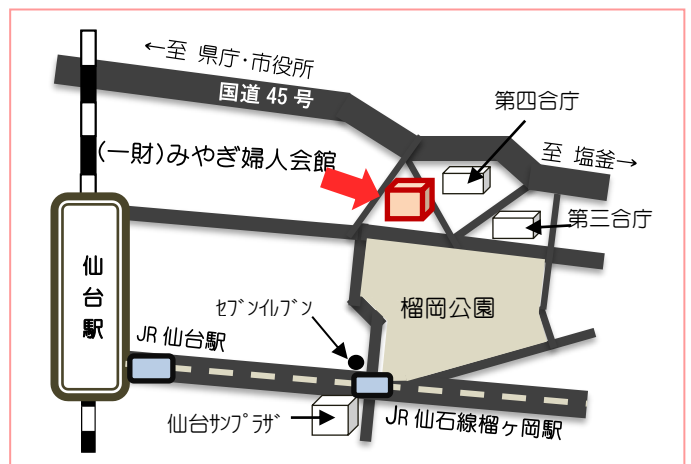 ←至 県庁・市役所
国道 45 号
第四合庁
(一財)みやぎ婦人会館
至 塩釜→
第三合庁
仙台駅
ｾﾌﾞﾝｲﾚﾌﾞﾝ
榴岡公園
JR 仙台駅
仙台ｻﾝﾌﾟﾗｻﾞ
JR 仙石線榴ヶ岡駅